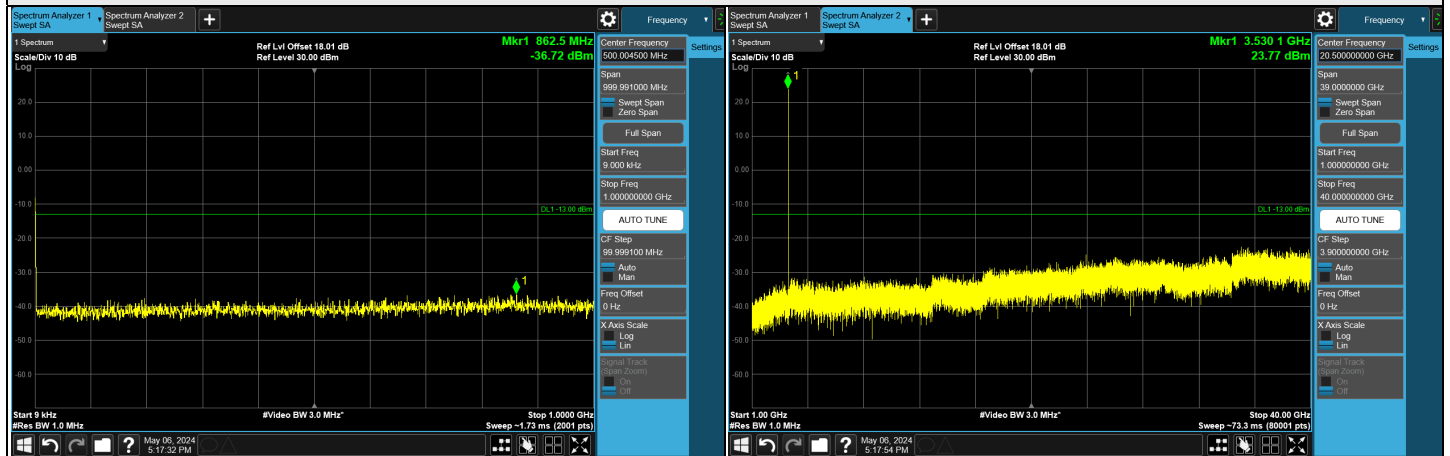 Spectrum Analyzer 1
Swept SA
Spectrum Analyzer 2
Swept SA
+
Frequency
1 Spectrum
Scale/Div 10 dB
Log
Ref Lvl Offset 18.01 dB
Ref Level 30.00 dBm
Mkr1 862.5 MHz
-36.72 dBm
20.0
10.0
0.00
-10.0
-20.0
-30.0
-40.0
-50.0
-60.0
DL1 -13.00 dBm
1
Start 9 kHz
#Res BW 1.0 MHz
#Video BW 3.0 MHz*
Stop 1.0000 GHz
Sweep ~1.73 ms (2001 pts)
Center Frequency
500.004500 MHz
Span
999.991000 MHz
Swept Span
Zero Span
Full Span
Start Freq
9.000 kHz
Stop Freq
1.000000000 GHz
AUTO TUNE
CF Step
99.999100 MHz
Auto
Man
Freq Offset
0 Hz
X Axis Scale
Log
Lin
Signal Track
(Span Zoom)
On
Off
Settings
?
May 06, 2024
5:17:32 PM
Spectrum Analyzer 1
Swept SA
Spectrum Analyzer 2
Swept SA
+
Frequency
1 Spectrum
Scale/Div 10 dB
Log
Ref Lvl Offset 18.01 dB
Ref Level 30.00 dBm
Mkr1 3.530 1 GHz
23.77 dBm
20.0
10.0
0.00
-10.0
-20.0
-30.0
-40.0
-50.0
-60.0
DL1 -13.00 dBm
1
Start 1.00 GHz
#Res BW 1.0 MHz
#Video BW 3.0 MHz*
Stop 40.00 GHz
Sweep ~73.3 ms (80001 pts)
Center Frequency
20.500000000 GHz
Span
39.0000000 GHz
Swept Span
Zero Span
Full Span
Start Freq
1.000000000 GHz
Stop Freq
40.000000000 GHz
AUTO TUNE
CF Step
3.900000000 GHz
Auto
Man
Freq Offset
0 Hz
X Axis Scale
Log
Lin
Signal Track
(Span Zoom)
On
Off
Settings
?
May 06, 2024
5:17:54 PM